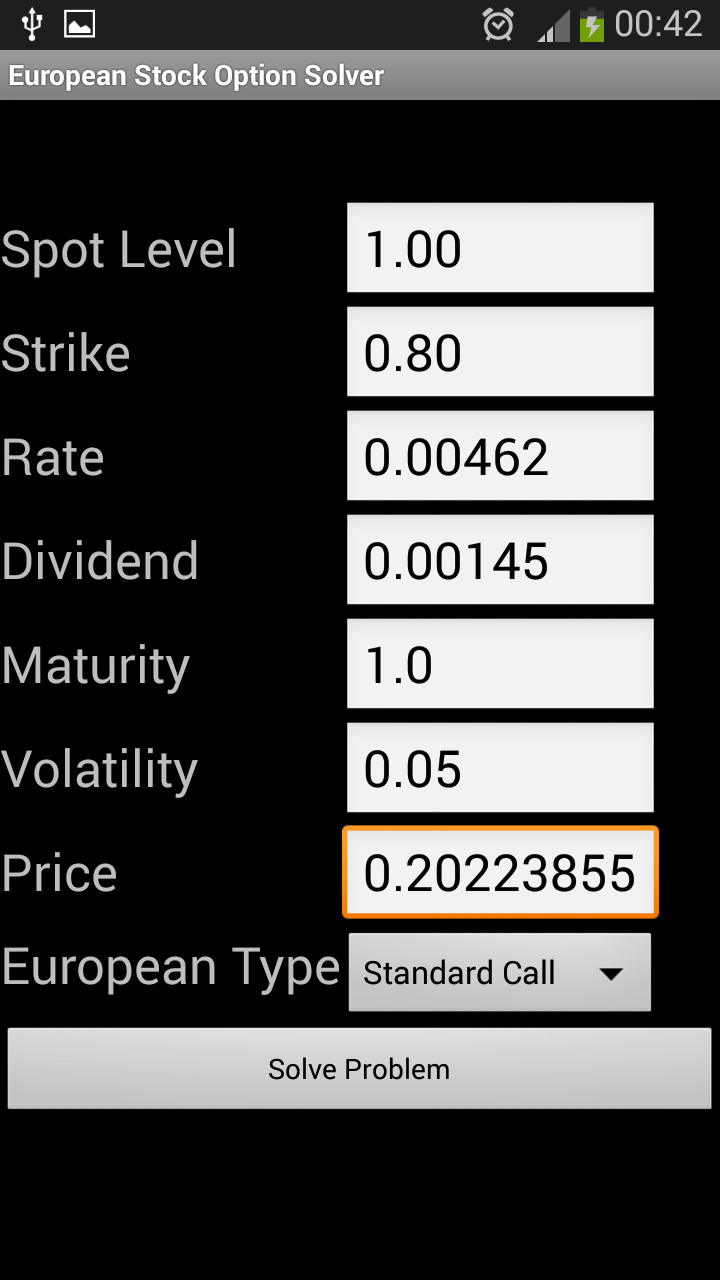 00:42
European Stock Option Solver
Spot Level 1.00
Strike 0.80
Rate 0.00462
Dividend 0.00145
Maturity 1.0
Volatility 0.05
Price 0.20223855
European Type Standard Call
Solve Problem